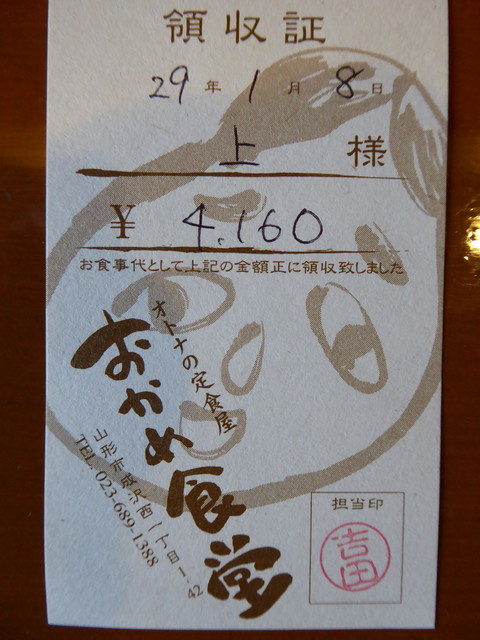 領収証
29年1月8日
上様
¥4,160
お食事代として、上記の金額正に領収致しました
オトナの定食屋
おかめ食堂
山形市成沢西一丁目1-42
TEL. 023-689-1388
担当印
吉田